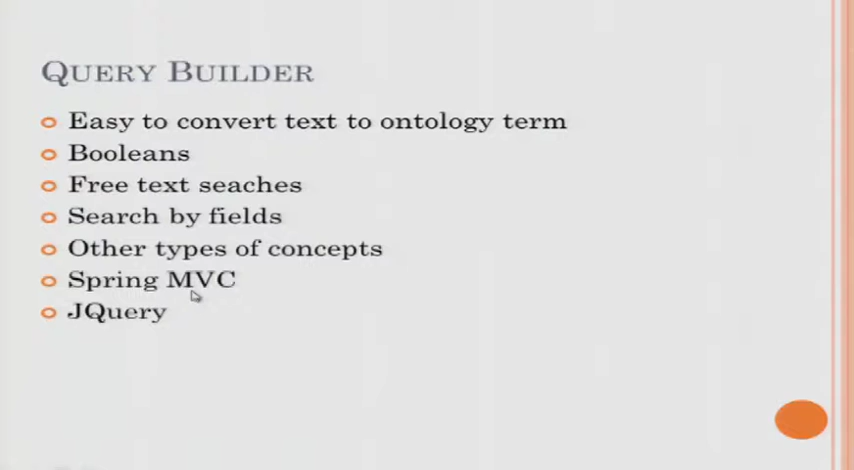 QUERY BUILDER
Easy to convert text to ontology term
Booleans
Free text seaches
Search by fields
Other types of concepts
Spring MVC
JQuery